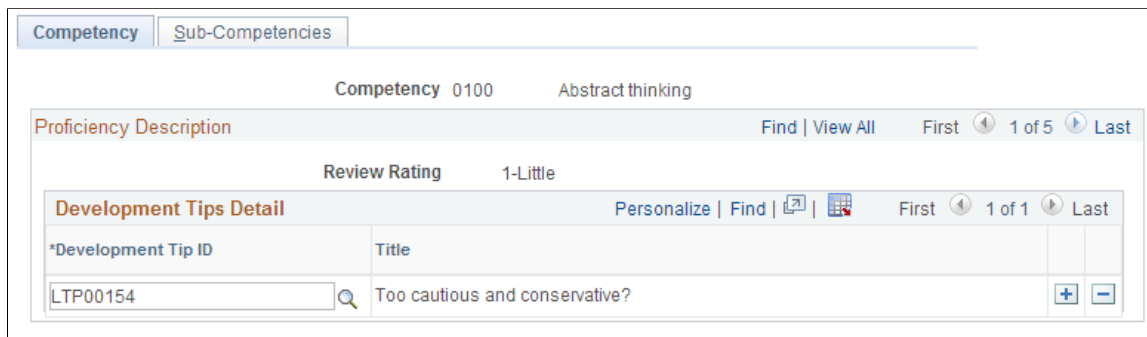 Competency Sub-Competencies
Competency 0100 Abstract thinking
Proficiency Description Find | View All First 1 of 5 Last
Review Rating 1-Little
Development Tips Detail Personalize | Find | | First 1 of 1 Last
*Development Tip ID Title
LTP00154 Too cautious and conservative?